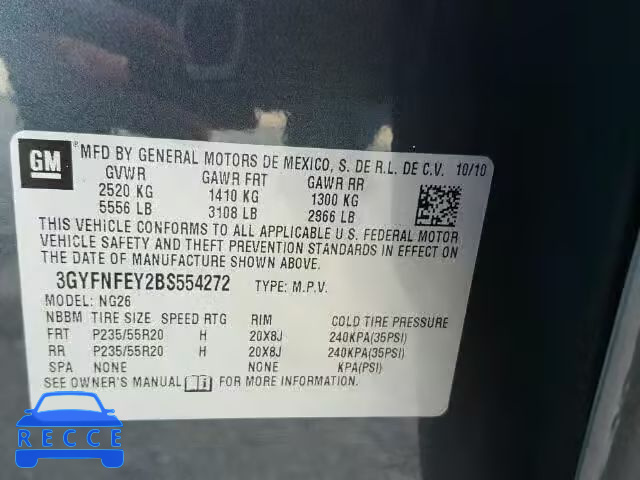 GM
® MFD BY GENERAL MOTORS DE MEXICO, S. DE R.L. DE C.V. 10/10
GVWR GAWR FRT GAWR RR
2520 KG 1410 KG 1300 KG
5556 LB 3108 LB 2866 LB
THIS VEHICLE CONFORMS TO ALL APPLICABLE U.S. FEDERAL MOTOR
VEHICLE SAFETY AND THEFT PREVENTION STANDARDS IN EFFECT ON
THE DATE OF MANUFACTURE SHOWN ABOVE.
3GYFNFEY2BS554272 TYPE: M.P.V.
MODEL: NG26
NBBM TIRE SIZE SPEED RTG RIM COLD TIRE PRESSURE
FRT P235/55R20 H 20X8J 240KPA(35PSI)
RR P235/55R20 H 20X8J 240KPA(35PSI)
SPA NONE NONE KPA(PSI)
SEE OWNER'S MANUAL FOR MORE INFORMATION.
RECCE